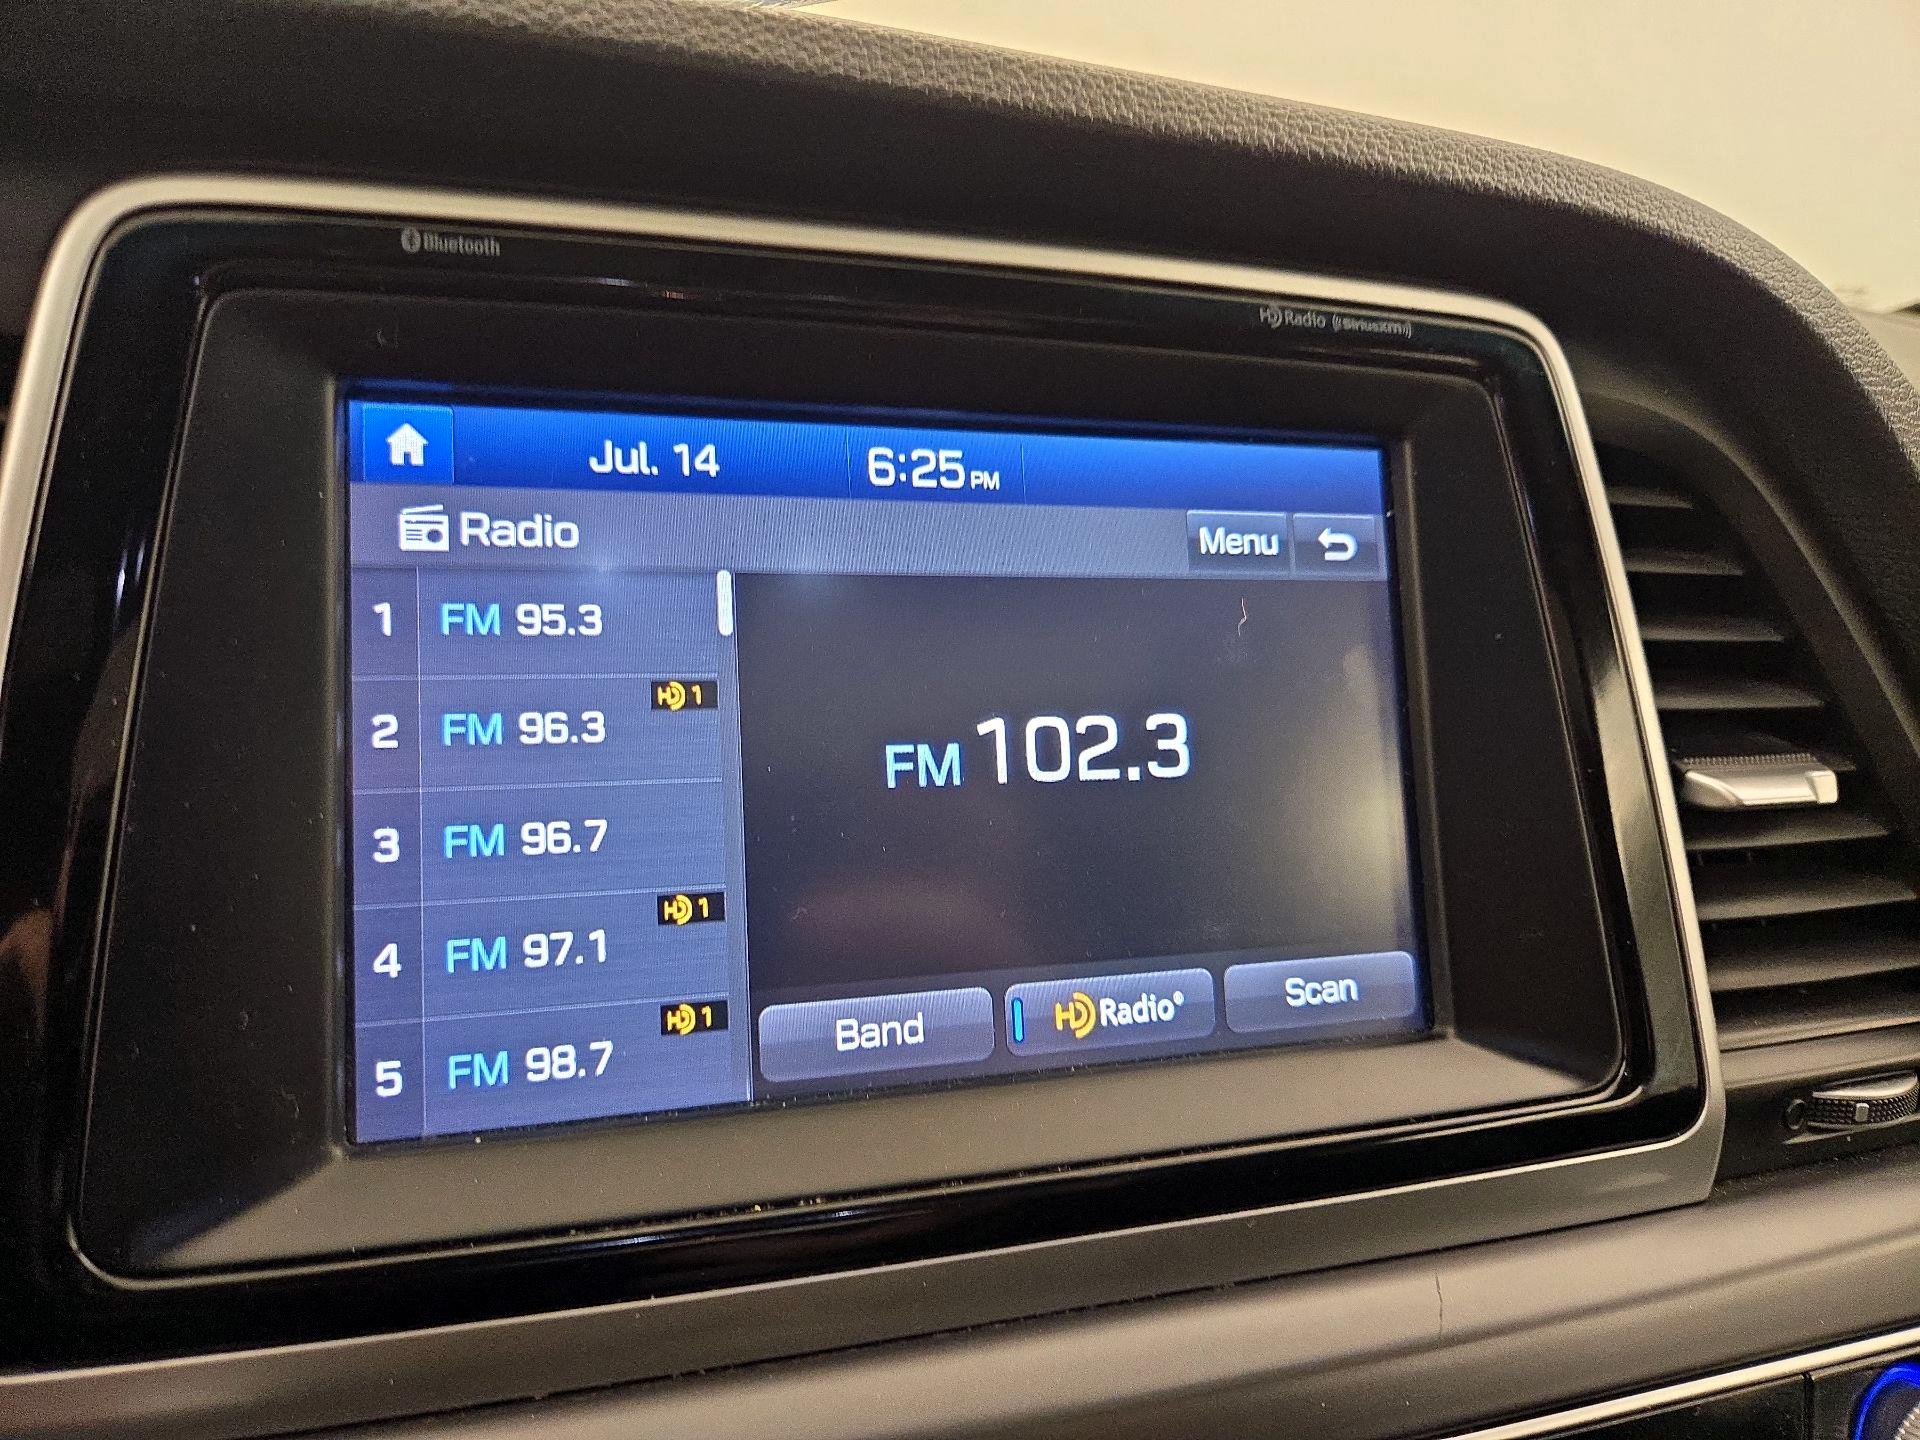 Bluetooth
HD Radio (((SiriusXM)))
Jul. 14 6:25 PM
Radio Menu
1 FM 95.3
HD 1
2 FM 96.3
3 FM 96.7
HD 1
4 FM 97.1
HD 1
5 FM 98.7
FM 102.3
Band HD Radio® Scan